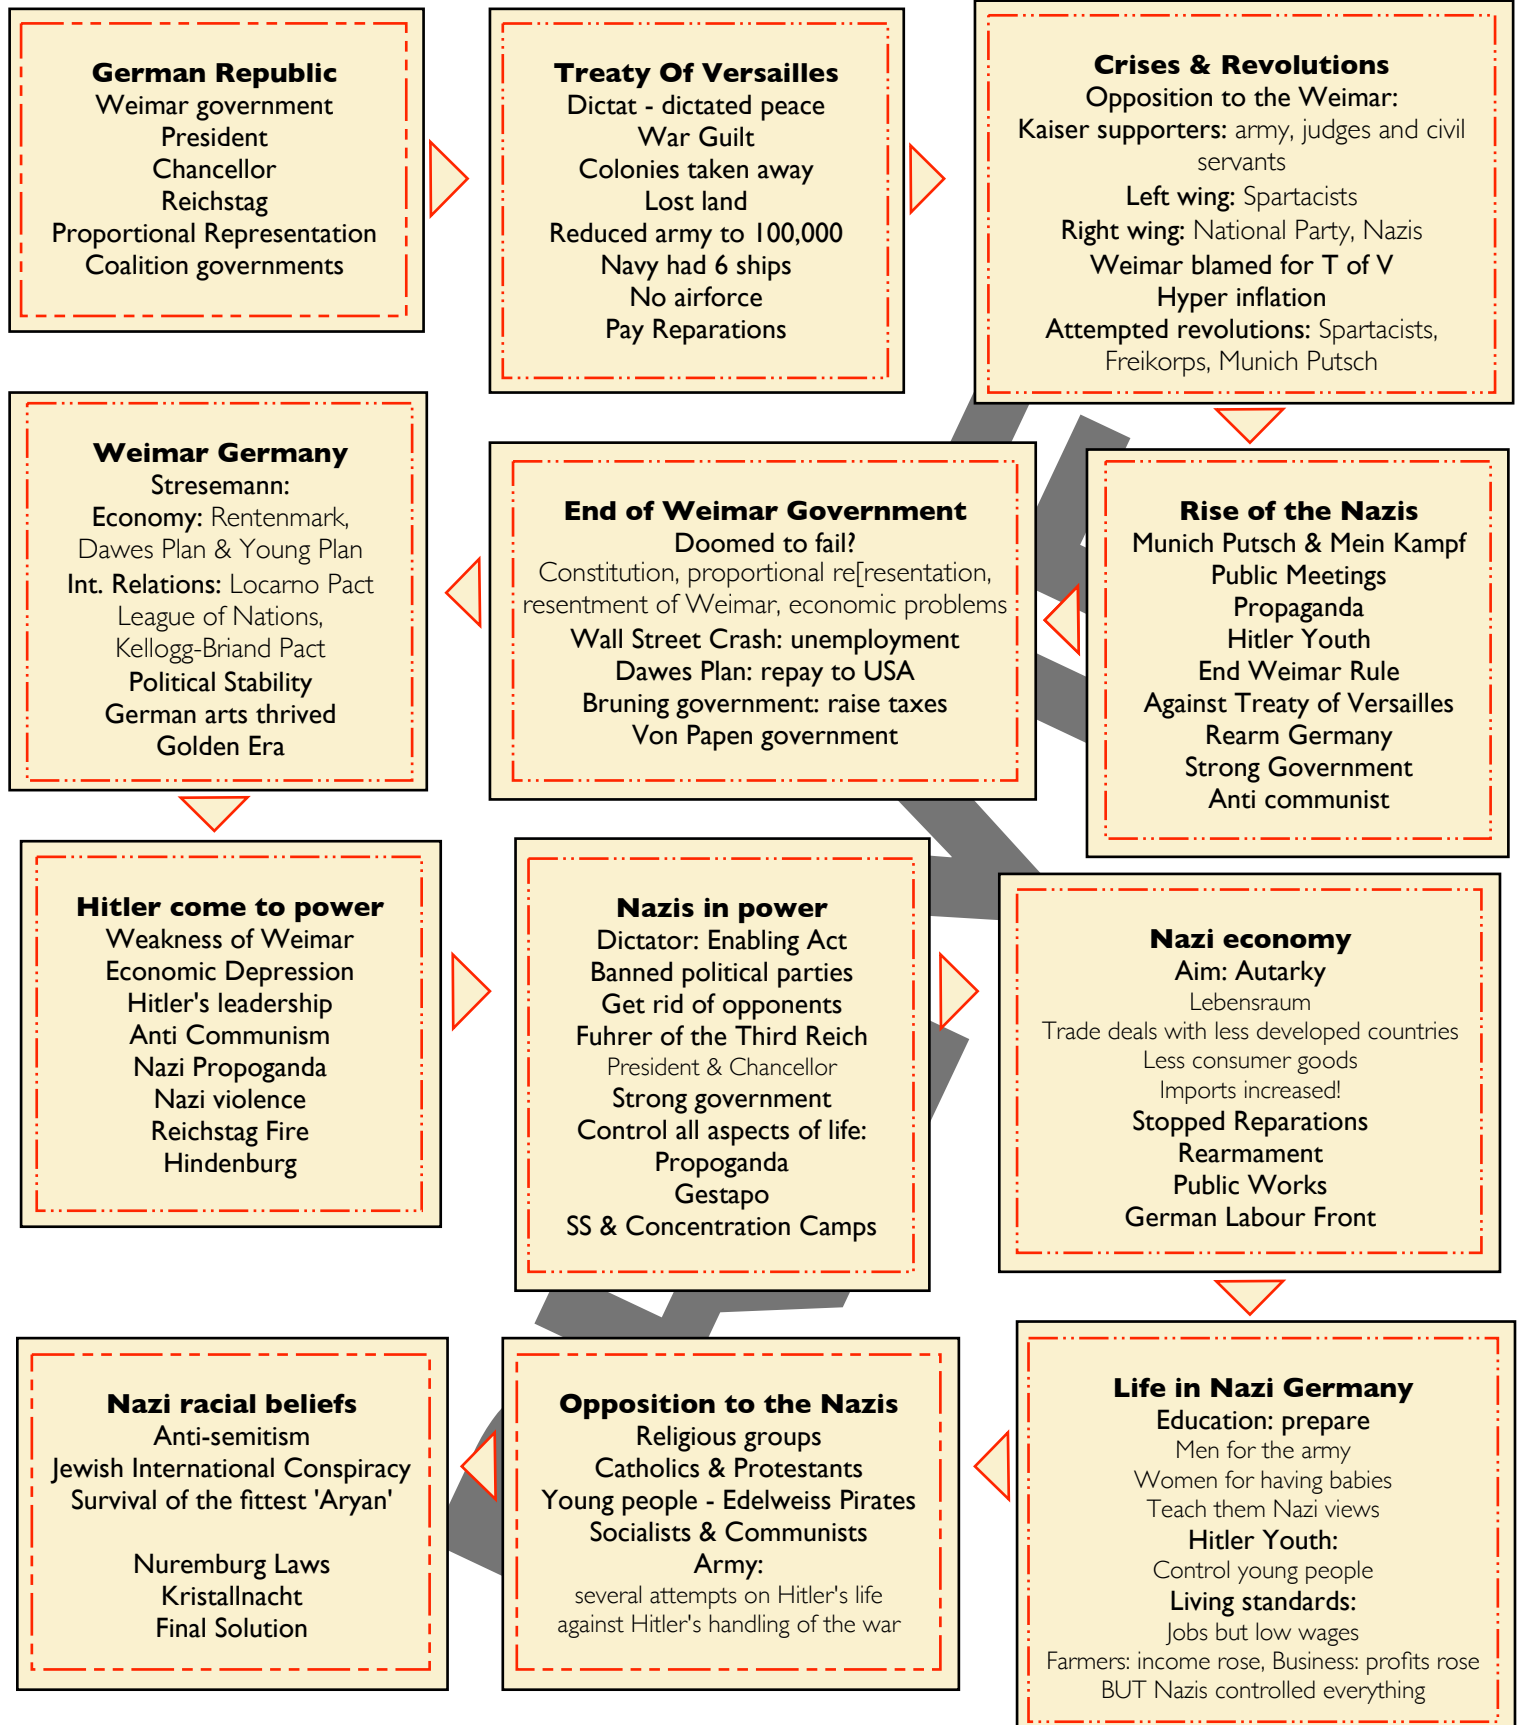 German Republic
Weimar government
President
Chancellor
Reichstag
Proportional Representation
Coalition governments
Treaty Of Versailles
Dictat - dictated peace
War Guilt
Colonies taken away
Lost land
Reduced army to 100,000
Navy had 6 ships
No airforce
Pay Reparations
Crises & Revolutions
Opposition to the Weimar:
Kaiser supporters: army, judges and civil
servants
Left wing: Spartacists
Right wing: National Party, Nazis
Weimar blamed for T of V
Hyper inflation
Attempted revolutions: Spartacists,
Freikorps, Munich Putsch
Rise of the Nazis
Munich Putsch & Mein Kampf
Public Meetings
Propaganda
Hitler Youth
End Weimar Rule
Against Treaty of Versailles
Rearm Germany
Strong Government
Anti communist
End of Weimar Government
Doomed to fail?
Constitution, proportional re[resentation,
resentment of Weimar, economic problems
Wall Street Crash: unemployment
Dawes Plan: repay to USA
Bruning government: raise taxes
Von Papen government
Weimar Germany
Stresemann:
Economy: Rentenmark,
Dawes Plan & Young Plan
Int. Relations: Locarno Pact
League of Nations,
Kellogg-Briand Pact
Political Stability
German arts thrived
Golden Era
Hitler come to power
Weakness of Weimar
Economic Depression
Hitler's leadership
Anti Communism
Nazi Propoganda
Nazi violence
Reichstag Fire
Hindenburg
Nazis in power
Dictator: Enabling Act
Banned political parties
Get rid of opponents
Fuhrer of the Third Reich
President & Chancellor
Strong government
Control all aspects of life:
Propoganda
Gestapo
SS & Concentration Camps
Nazi economy
Aim: Autarky
Lebensraum
Trade deals with less developed countries
Less consumer goods
Imports increased!
Stopped Reparations
Rearmament
Public Works
German Labour Front
Life in Nazi Germany
Education: prepare
Men for the army
Women for having babies
Teach them Nazi views
Hitler Youth:
Control young people
Living standards:
Jobs but low wages
Farmers: income rose, Business: profits rose
BUT Nazis controlled everything
Opposition to the Nazis
Religious groups
Catholics & Protestants
Young people - Edelweiss Pirates
Socialists & Communists
Army:
several attempts on Hitler's life
against Hitler's handling of the war
Nazi racial beliefs
Anti-semitism
Jewish International Conspiracy
Survival of the fittest 'Aryan'
Nuremburg Laws
Kristallnacht
Final Solution